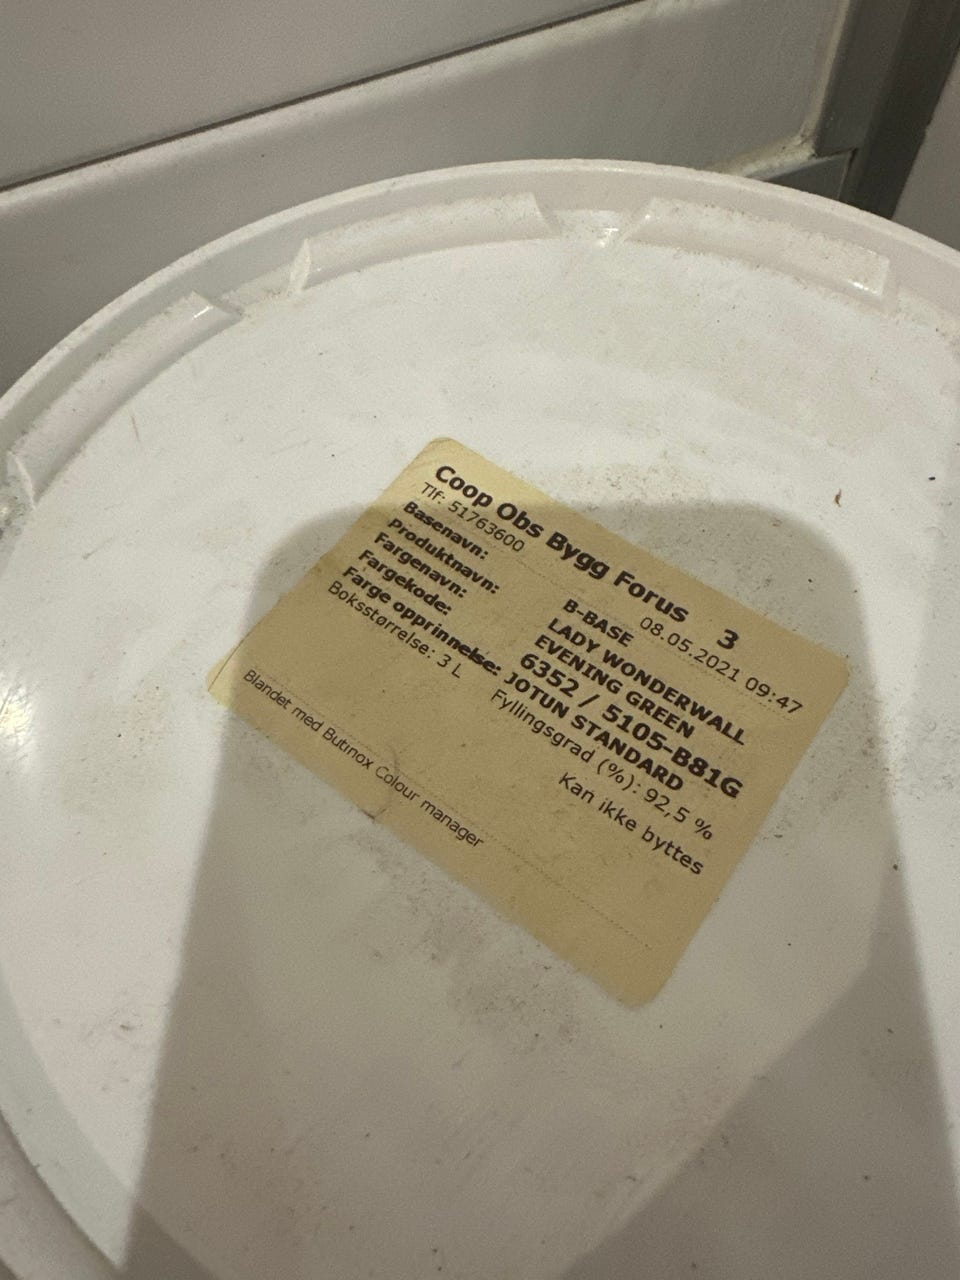 Coop Obs Bygg Forus 3
Tlf: 51763600 08.05.2021 09:47
Basenavn: B-BASE
Produktnavn: LADY WONDERWALL
Fargenavn: EVENING GREEN
Fargekode: 6352 / 5105-B81G
Farge opprinnelse: JOTUN STANDARD
Boksstørrelse: 3 L Fyllingsgrad (%): 92,5 %
Kan ikke byttes
Blandet med Butinox Colour manager